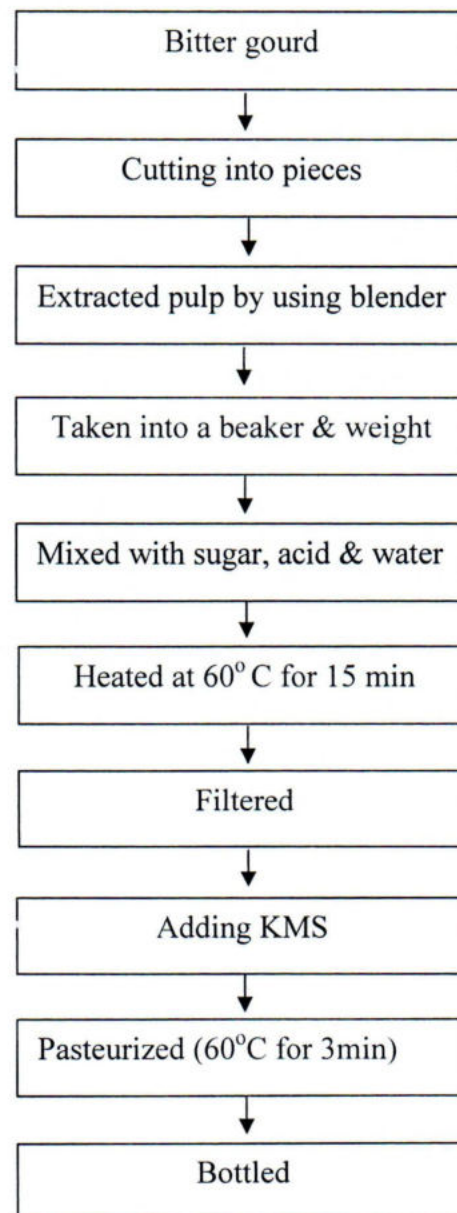 Bitter gourd
Cutting into pieces
Extracted pulp by using blender
Taken into a beaker & weight
Mixed with sugar, acid & water
Heated at 60° C for 15 min
Filtered
Adding KMS
Pasteurized (60°C for 3min)
Bottled